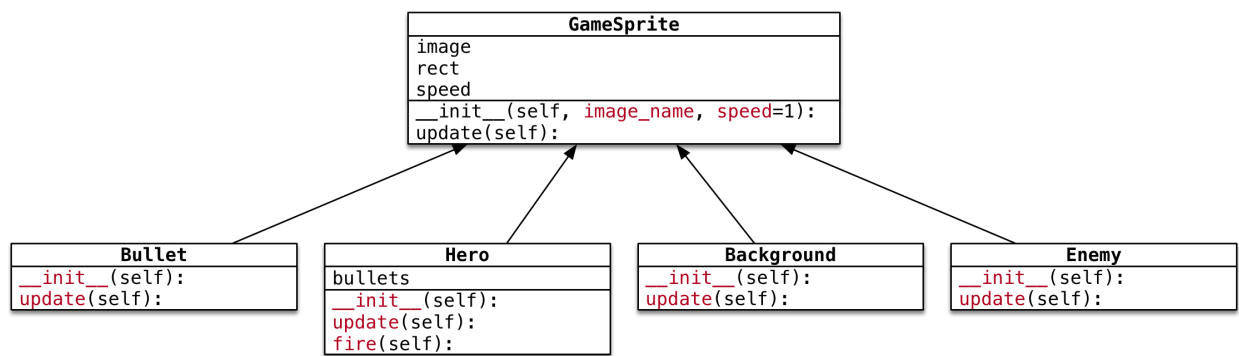 GameSprite
image
rect
speed
__init__(self, image_name, speed=1):
update(self):
Bullet
__init__(self):
update(self):
Hero
bullets
__init__(self):
update(self):
fire(self):
Background
__init__(self):
update(self):
Enemy
__init__(self):
update(self):